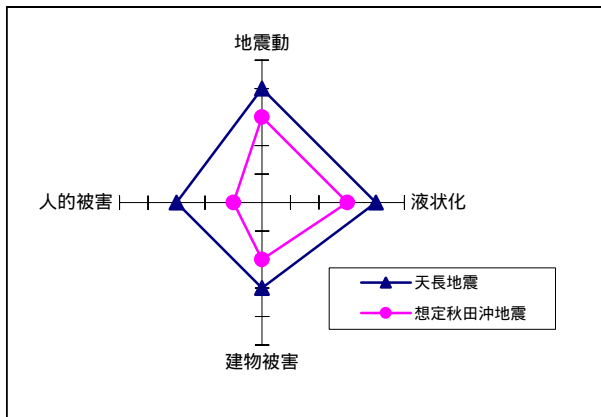 地震動
人的被害
液状化
天長地震
想定秋田沖地震
建物被害